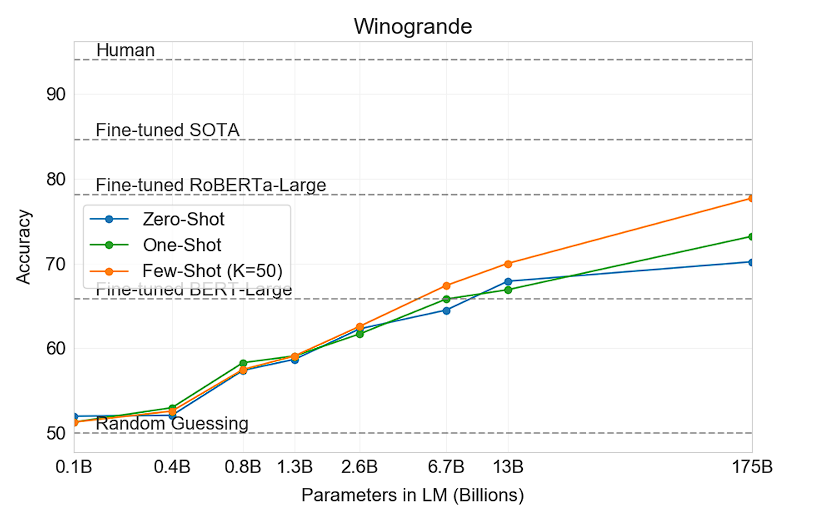 Winogrande
Human
90
Fine-tuned SOTA
80
Fine-tuned RoBERTa-Large
Zero-Shot
One-Shot
Few-Shot (K=50)
70
Fine-tuned BERT-Large
60
Random Guessing
50
Accuracy
0.1B 0.4B 0.8B 1.3B 2.6B 6.7B 13B 175B
Parameters in LM (Billions)